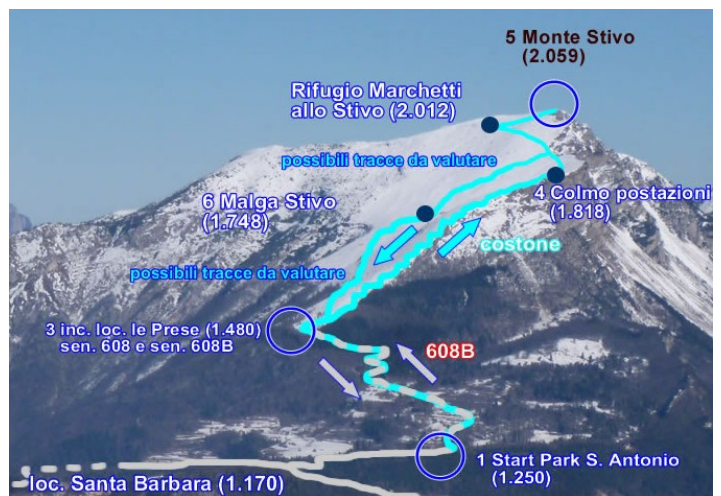 5 Monte Stivo
(2.059)
Rifugio Marchetti
allo Stivo (2.012)
possibili tracce da valutare
6 Malga Stivo
(1.748)
4 Colmo postazioni
(1.818)
costone
possibili tracce da valutare
3 inc. loc. le Prese (1.480)
sen. 608 e sen. 608B
608B
1 Start Park S. Antonio
(1.250)
loc. Santa Barbara (1.170)